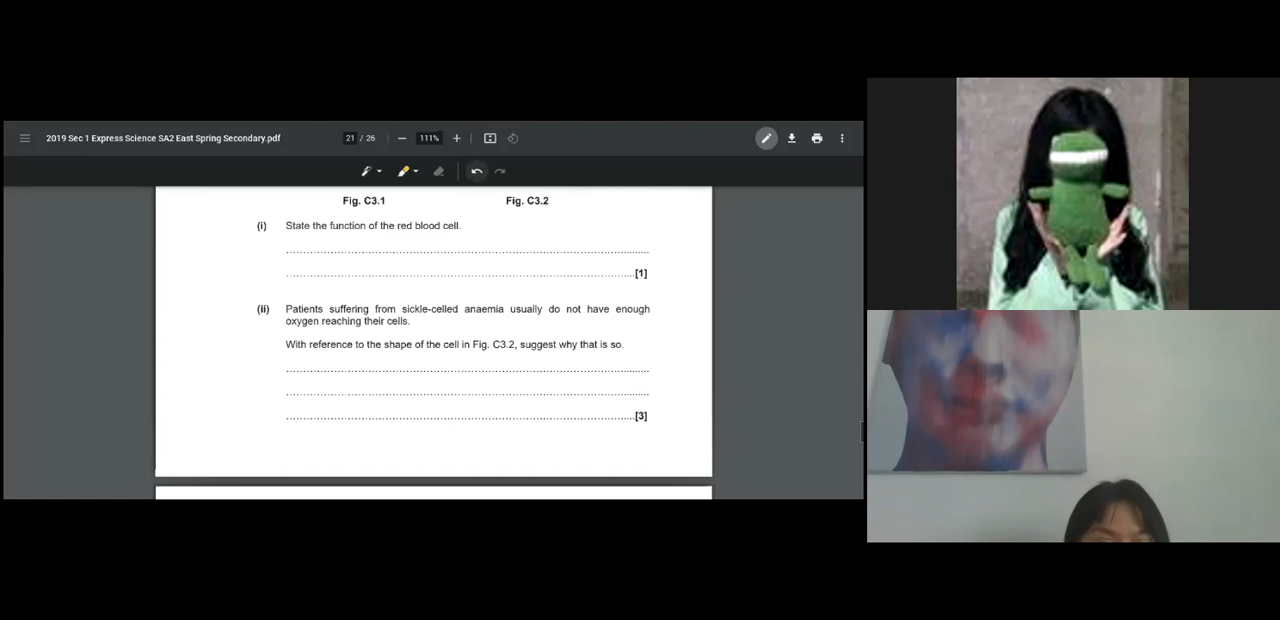 2019 Sec 1 Express Science SA2 East Spring Secondary.pdf
21 / 26
111%
Fig. C3.1 Fig. C3.2
(i) State the function of the red blood cell.
................................................................................
................................................................................[1]
(ii) Patients suffering from sickle-celled anaemia usually do not have enough
oxygen reaching their cells.
With reference to the shape of the cell in Fig. C3.2, suggest why that is so.
................................................................................
................................................................................
................................................................................[3]